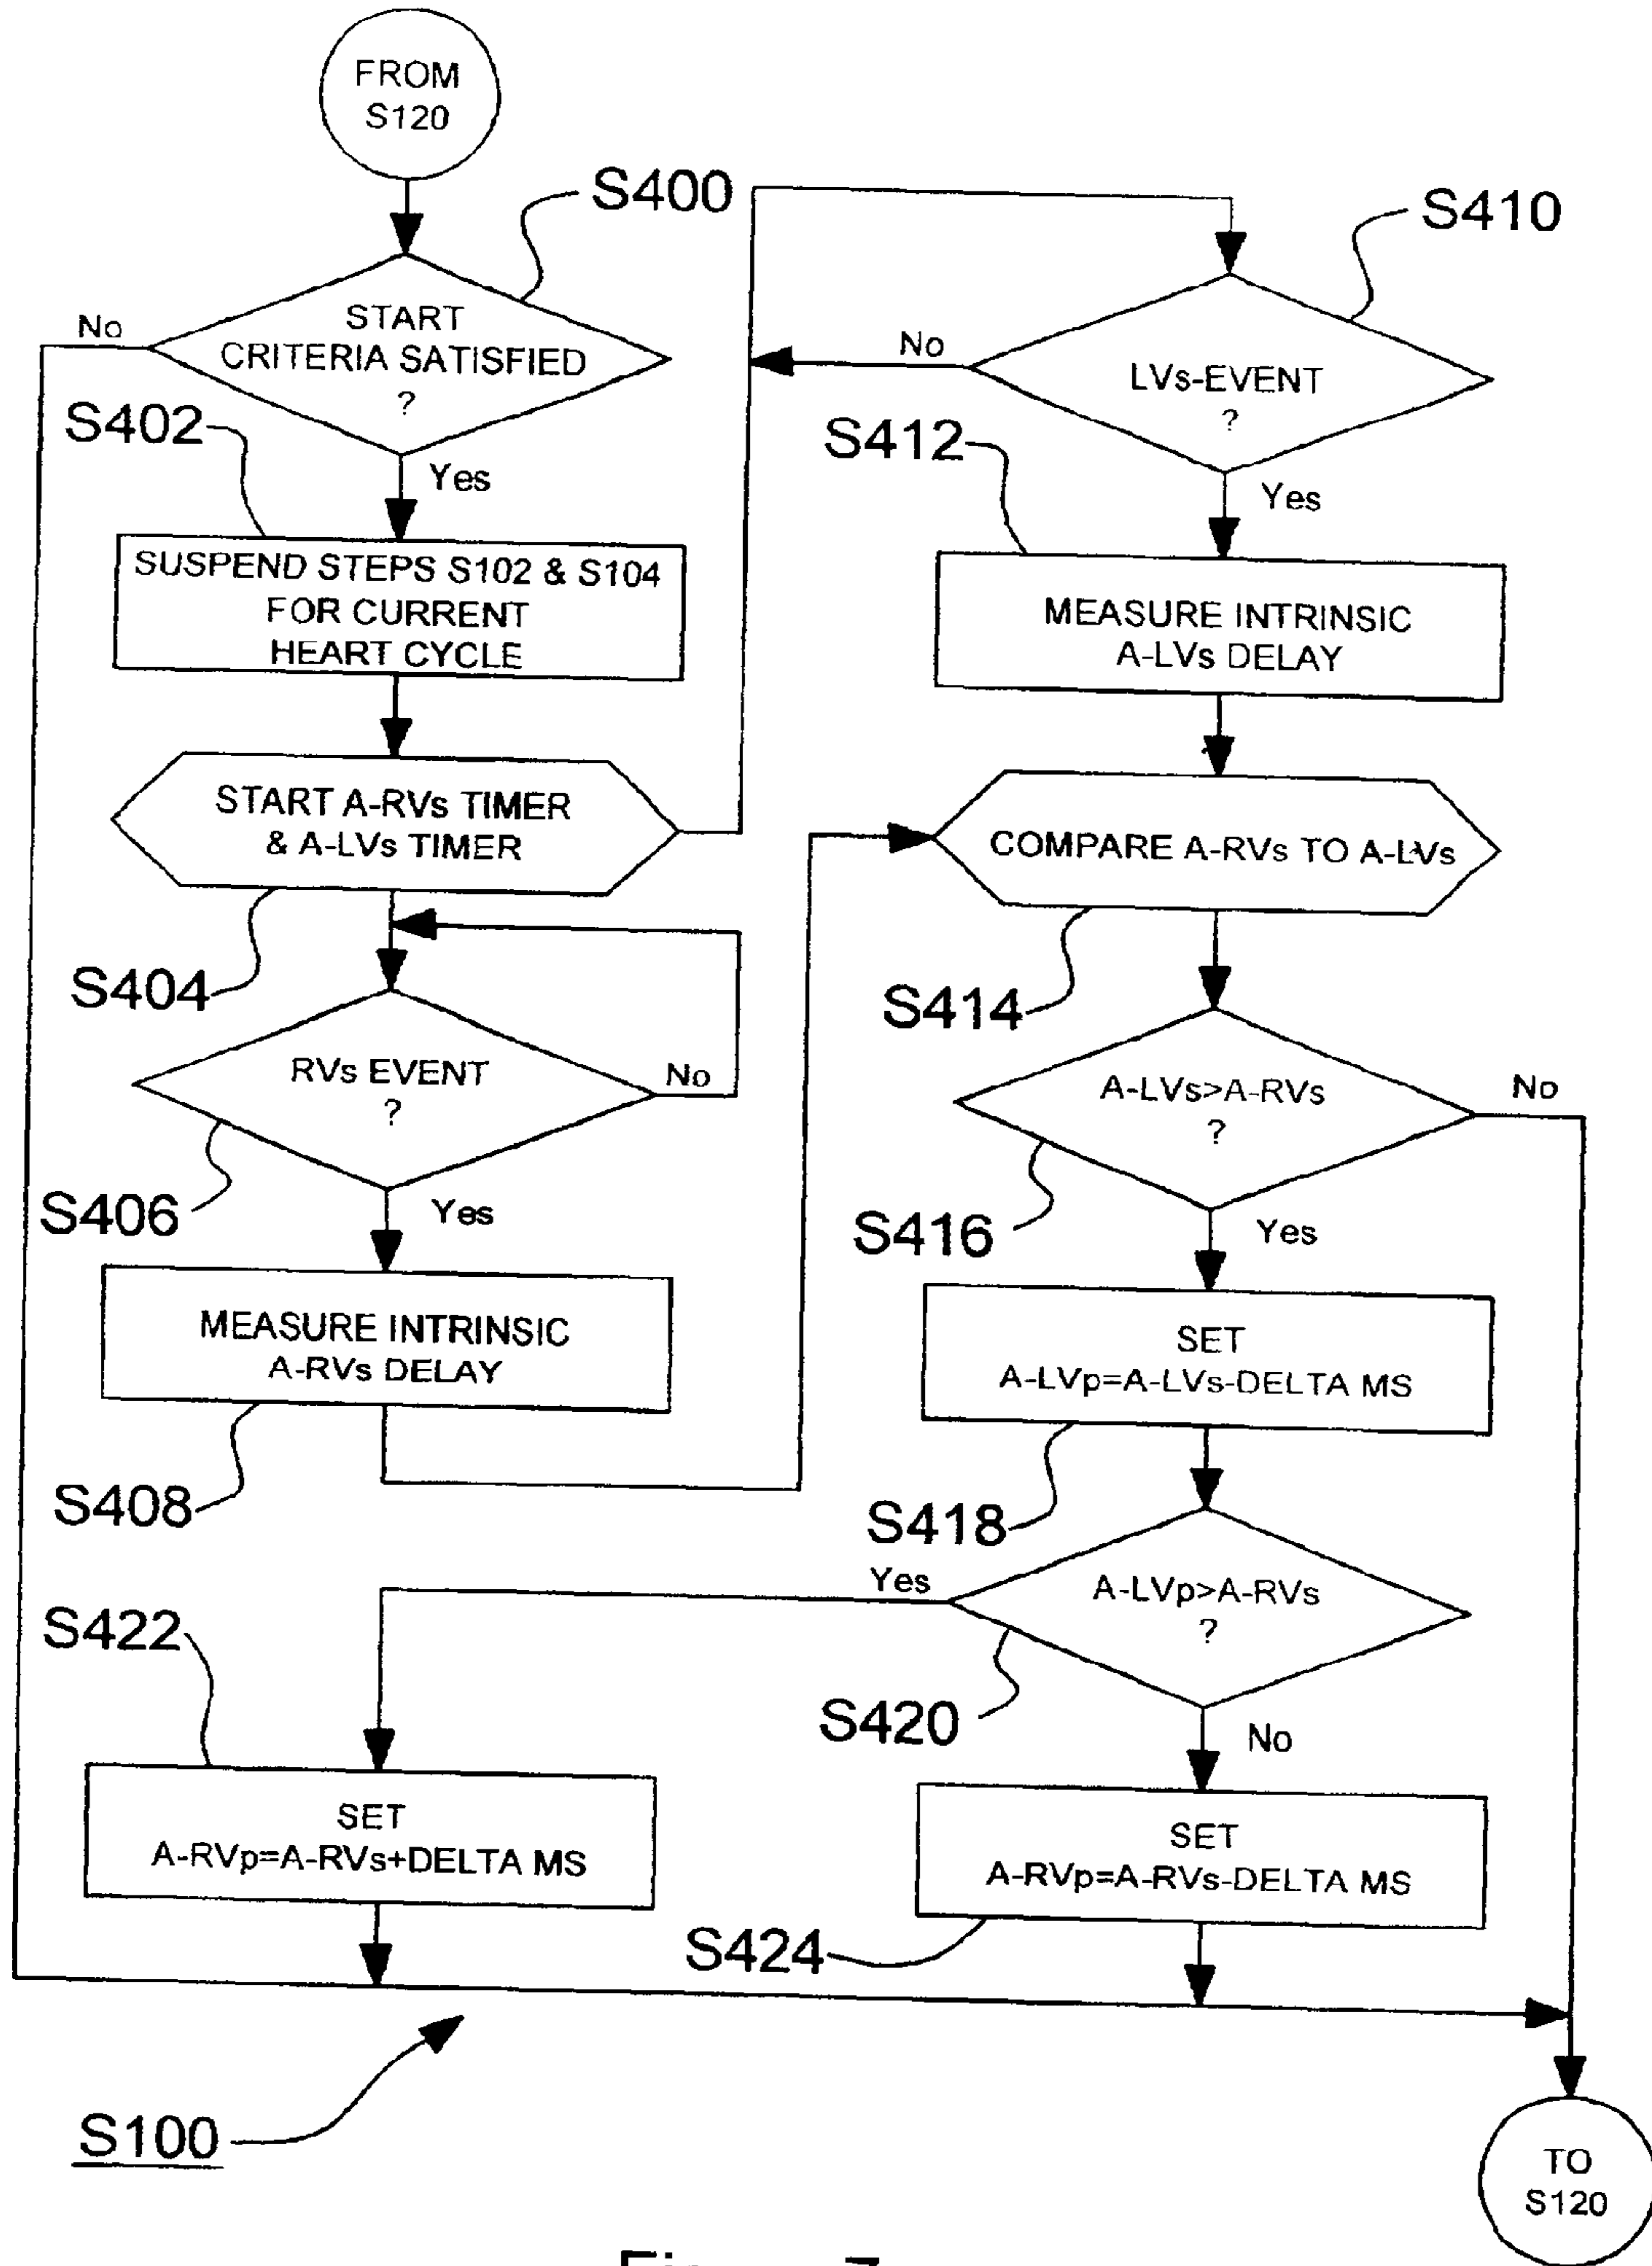 FROM
S120
S400
No
START
CRITERIA SATISFIED
?
S402
Yes
SUSPEND STEPS S102 & S104
FOR CURRENT
HEART CYCLE
START A-RVs TIMER
& A-LVs TIMER
S404
RVs EVENT
?
No
S406
Yes
MEASURE INTRINSIC
A-RVs DELAY
S408
S410
No
LVs-EVENT
?
S412
Yes
MEASURE INTRINSIC
A-LVs DELAY
COMPARE A-RVs TO A-LVs
S414
A-LVs>A-RVs
?
No
S416
Yes
SET
A-LVp=A-LVs-DELTA MS
S418
Yes
A-LVp>A-RVs
?
S420
No
S422
SET
A-RVp=A-RVs+DELTA MS
SET
A-RVp=A-RVs-DELTA MS
S424
S100
TO
S120